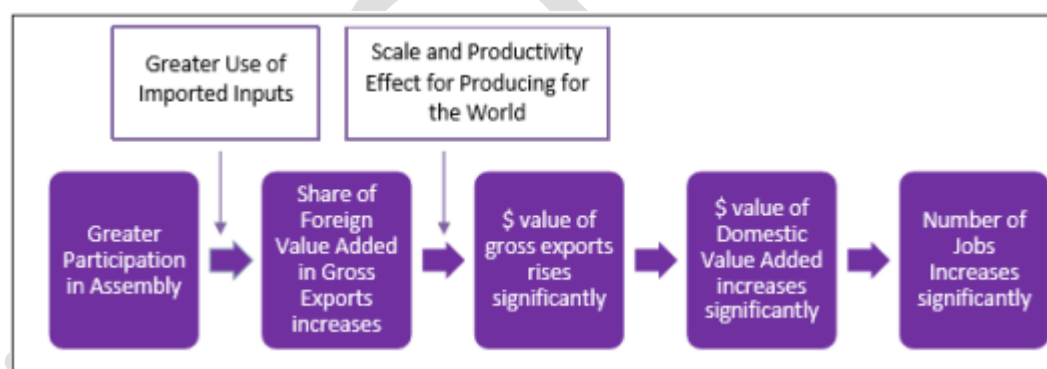 Greater Use of
Imported Inputs
Scale and Productivity
Effect for Producing for
the World
Greater
Participation
in Assembly
Share of
Foreign
Value Added
in Gross
Exports
increases
$ value of
gross exports
rises
significantly
$ value of
Domestic
Value Added
increases
significantly
Number of
Jobs
Increases
significantly